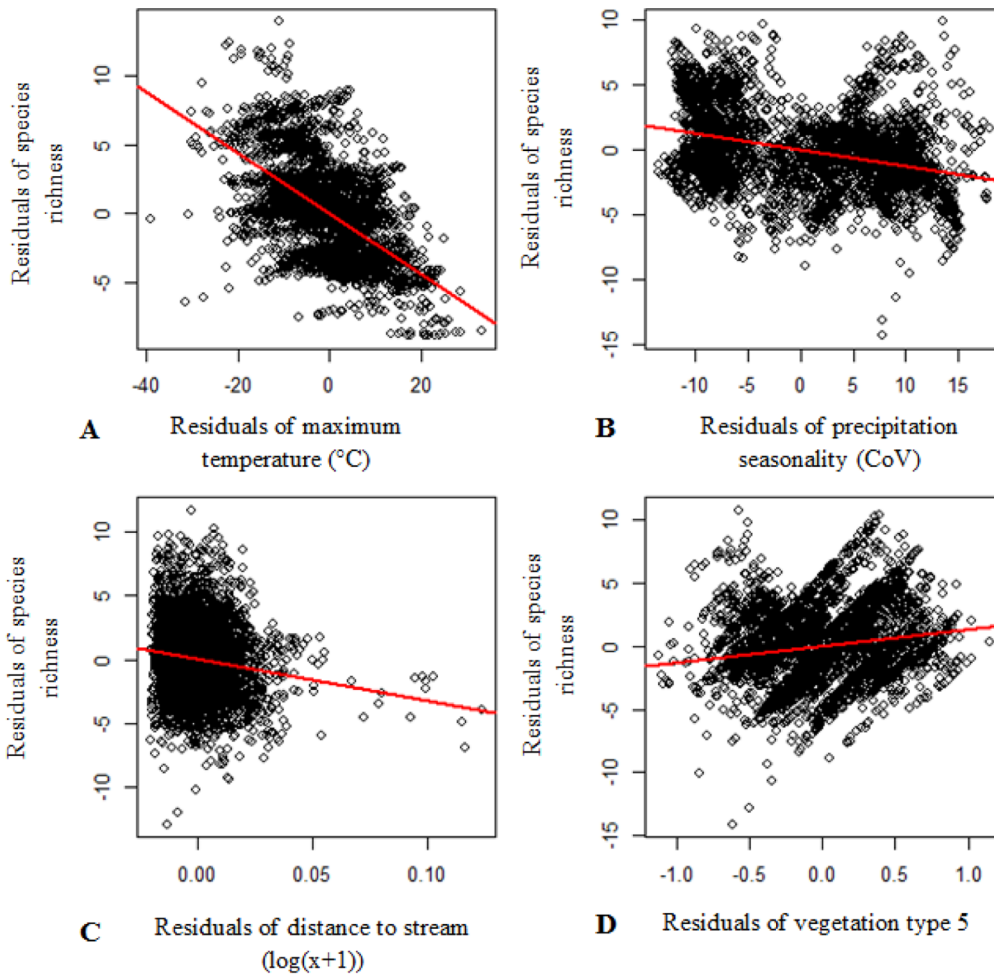 Residuals of species
richness
10
5
0
-5
-40 -20 0 20
A
Residuals of maximum
temperature (°C)
Residuals of species
richness
10
5
0
-5
-10
-15
-10 -5 0 5 10 15
B
Residuals of precipitation
seasonality (CoV)
Residuals of species
richness
10
5
0
-5
-10
0.00 0.05 0.10
C
Residuals of distance to stream
(log(x+1))
Residuals of species
richness
10
5
0
-5
-10
-15
-1.0 -0.5 0.0 0.5 1.0
D
Residuals of vegetation type 5